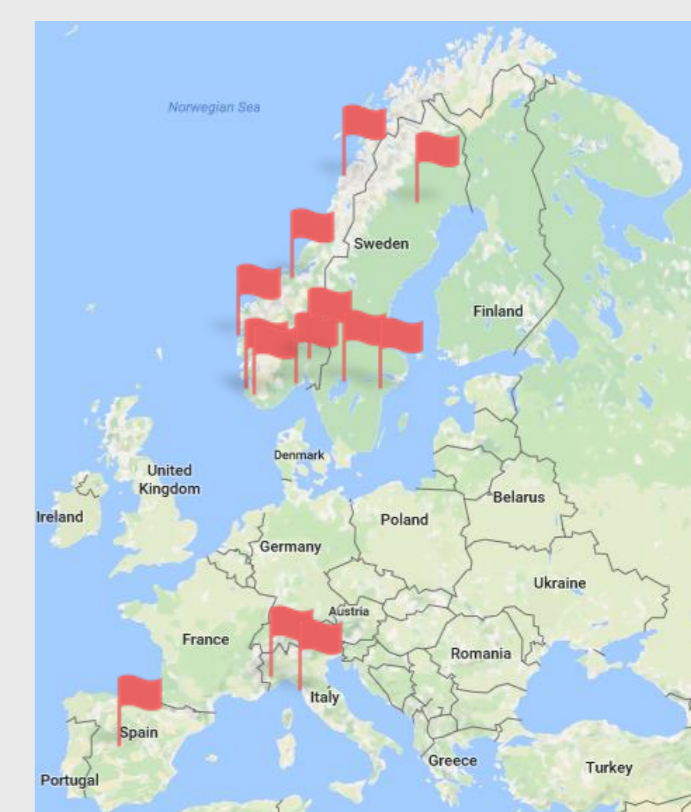 Norwegian Sea
Sweden
Finland
Denmark
United
Kingdom
Ireland
Belarus
Poland
Germany
Ukraine
Austria
France
Romania
Italy
Spain
Greece
Turkey
Portugal